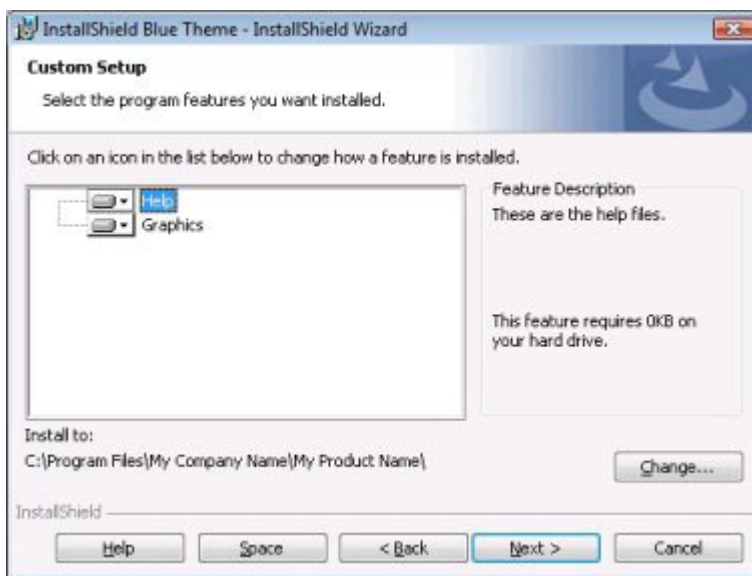 InstallShield Blue Theme - InstallShield Wizard
Custom Setup
Select the program features you want installed.
Click on an icon in the list below to change how a feature is installed.
Help
Graphics
Feature Description
These are the help files.
This feature requires 0KB on
your hard drive.
Install to:
C:\Program Files\My Company Name\My Product Name\
Change...
InstallShield
Help
Space
< Back
Next >
Cancel